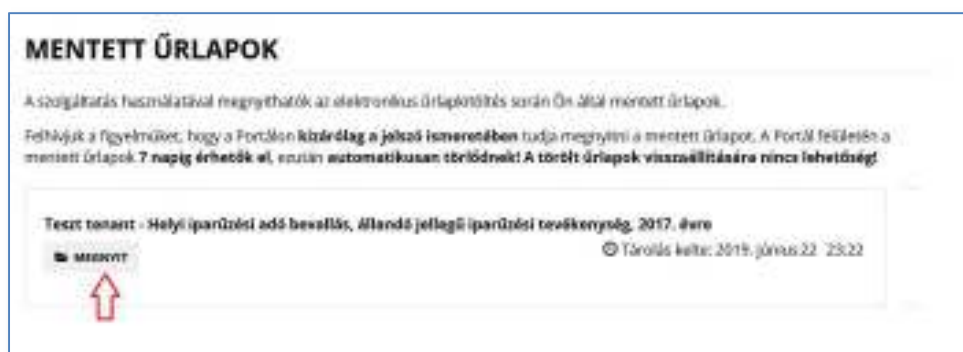 MENTETT ŰRLAPOK
A szolgáltatás használatával megnyithatók az elektronikus űrlapkitöltés során Ön által mentett űrlapok.
Felhívjuk a figyelmüket, hogy a Portálon kizárólag a jelszó ismeretében tudja megnyitni a mentett űrlapot. A Portál felületén a
mentett űrlapok 7 napig érhetők el, ezután automatikusan törlődnek! A törölt űrlapok visszaállítására nincs lehetőség!
Teszt tenant - Helyi iparűzési adó bevallás, állandó jellegű iparűzési tevékenység, 2017. évre
MEGNYIT
Tárolás kelte: 2019. június 22 23:22